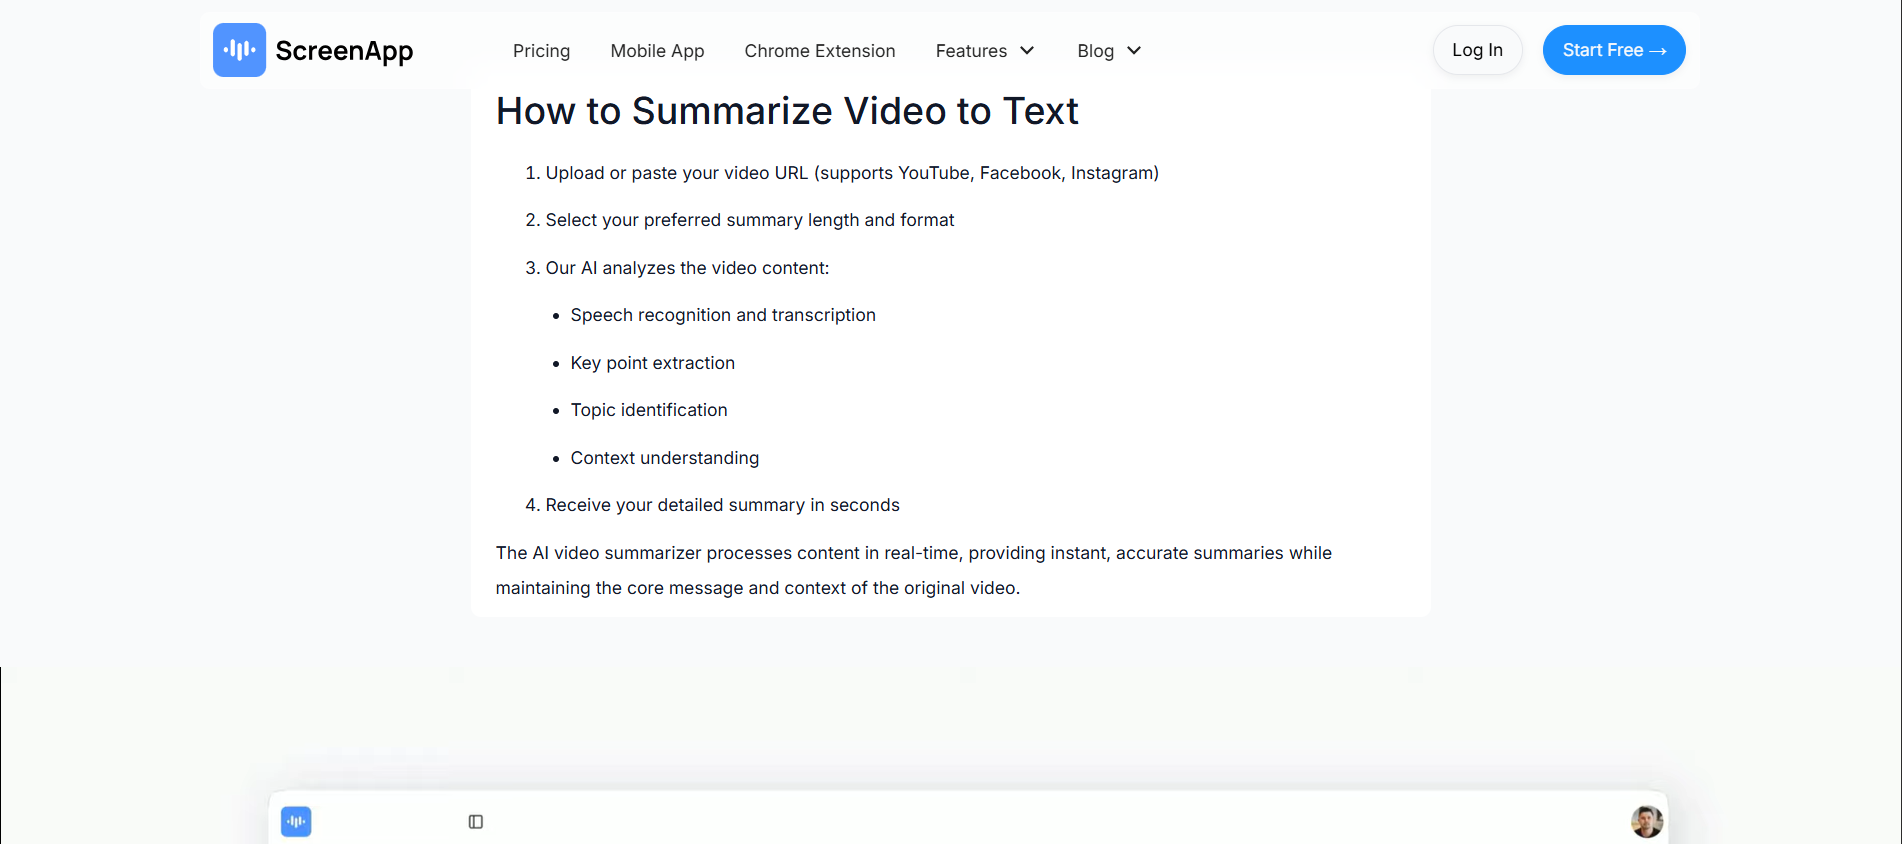 ScreenApp
Pricing
Mobile App
Chrome Extension
Features
Blog
Log In
Start Free →
How to Summarize Video to Text
1. Upload or paste your video URL (supports YouTube, Facebook, Instagram)
2. Select your preferred summary length and format
3. Our AI analyzes the video content:
• Speech recognition and transcription
• Key point extraction
• Topic identification
• Context understanding
4. Receive your detailed summary in seconds
The AI video summarizer processes content in real-time, providing instant, accurate summaries while
maintaining the core message and context of the original video.